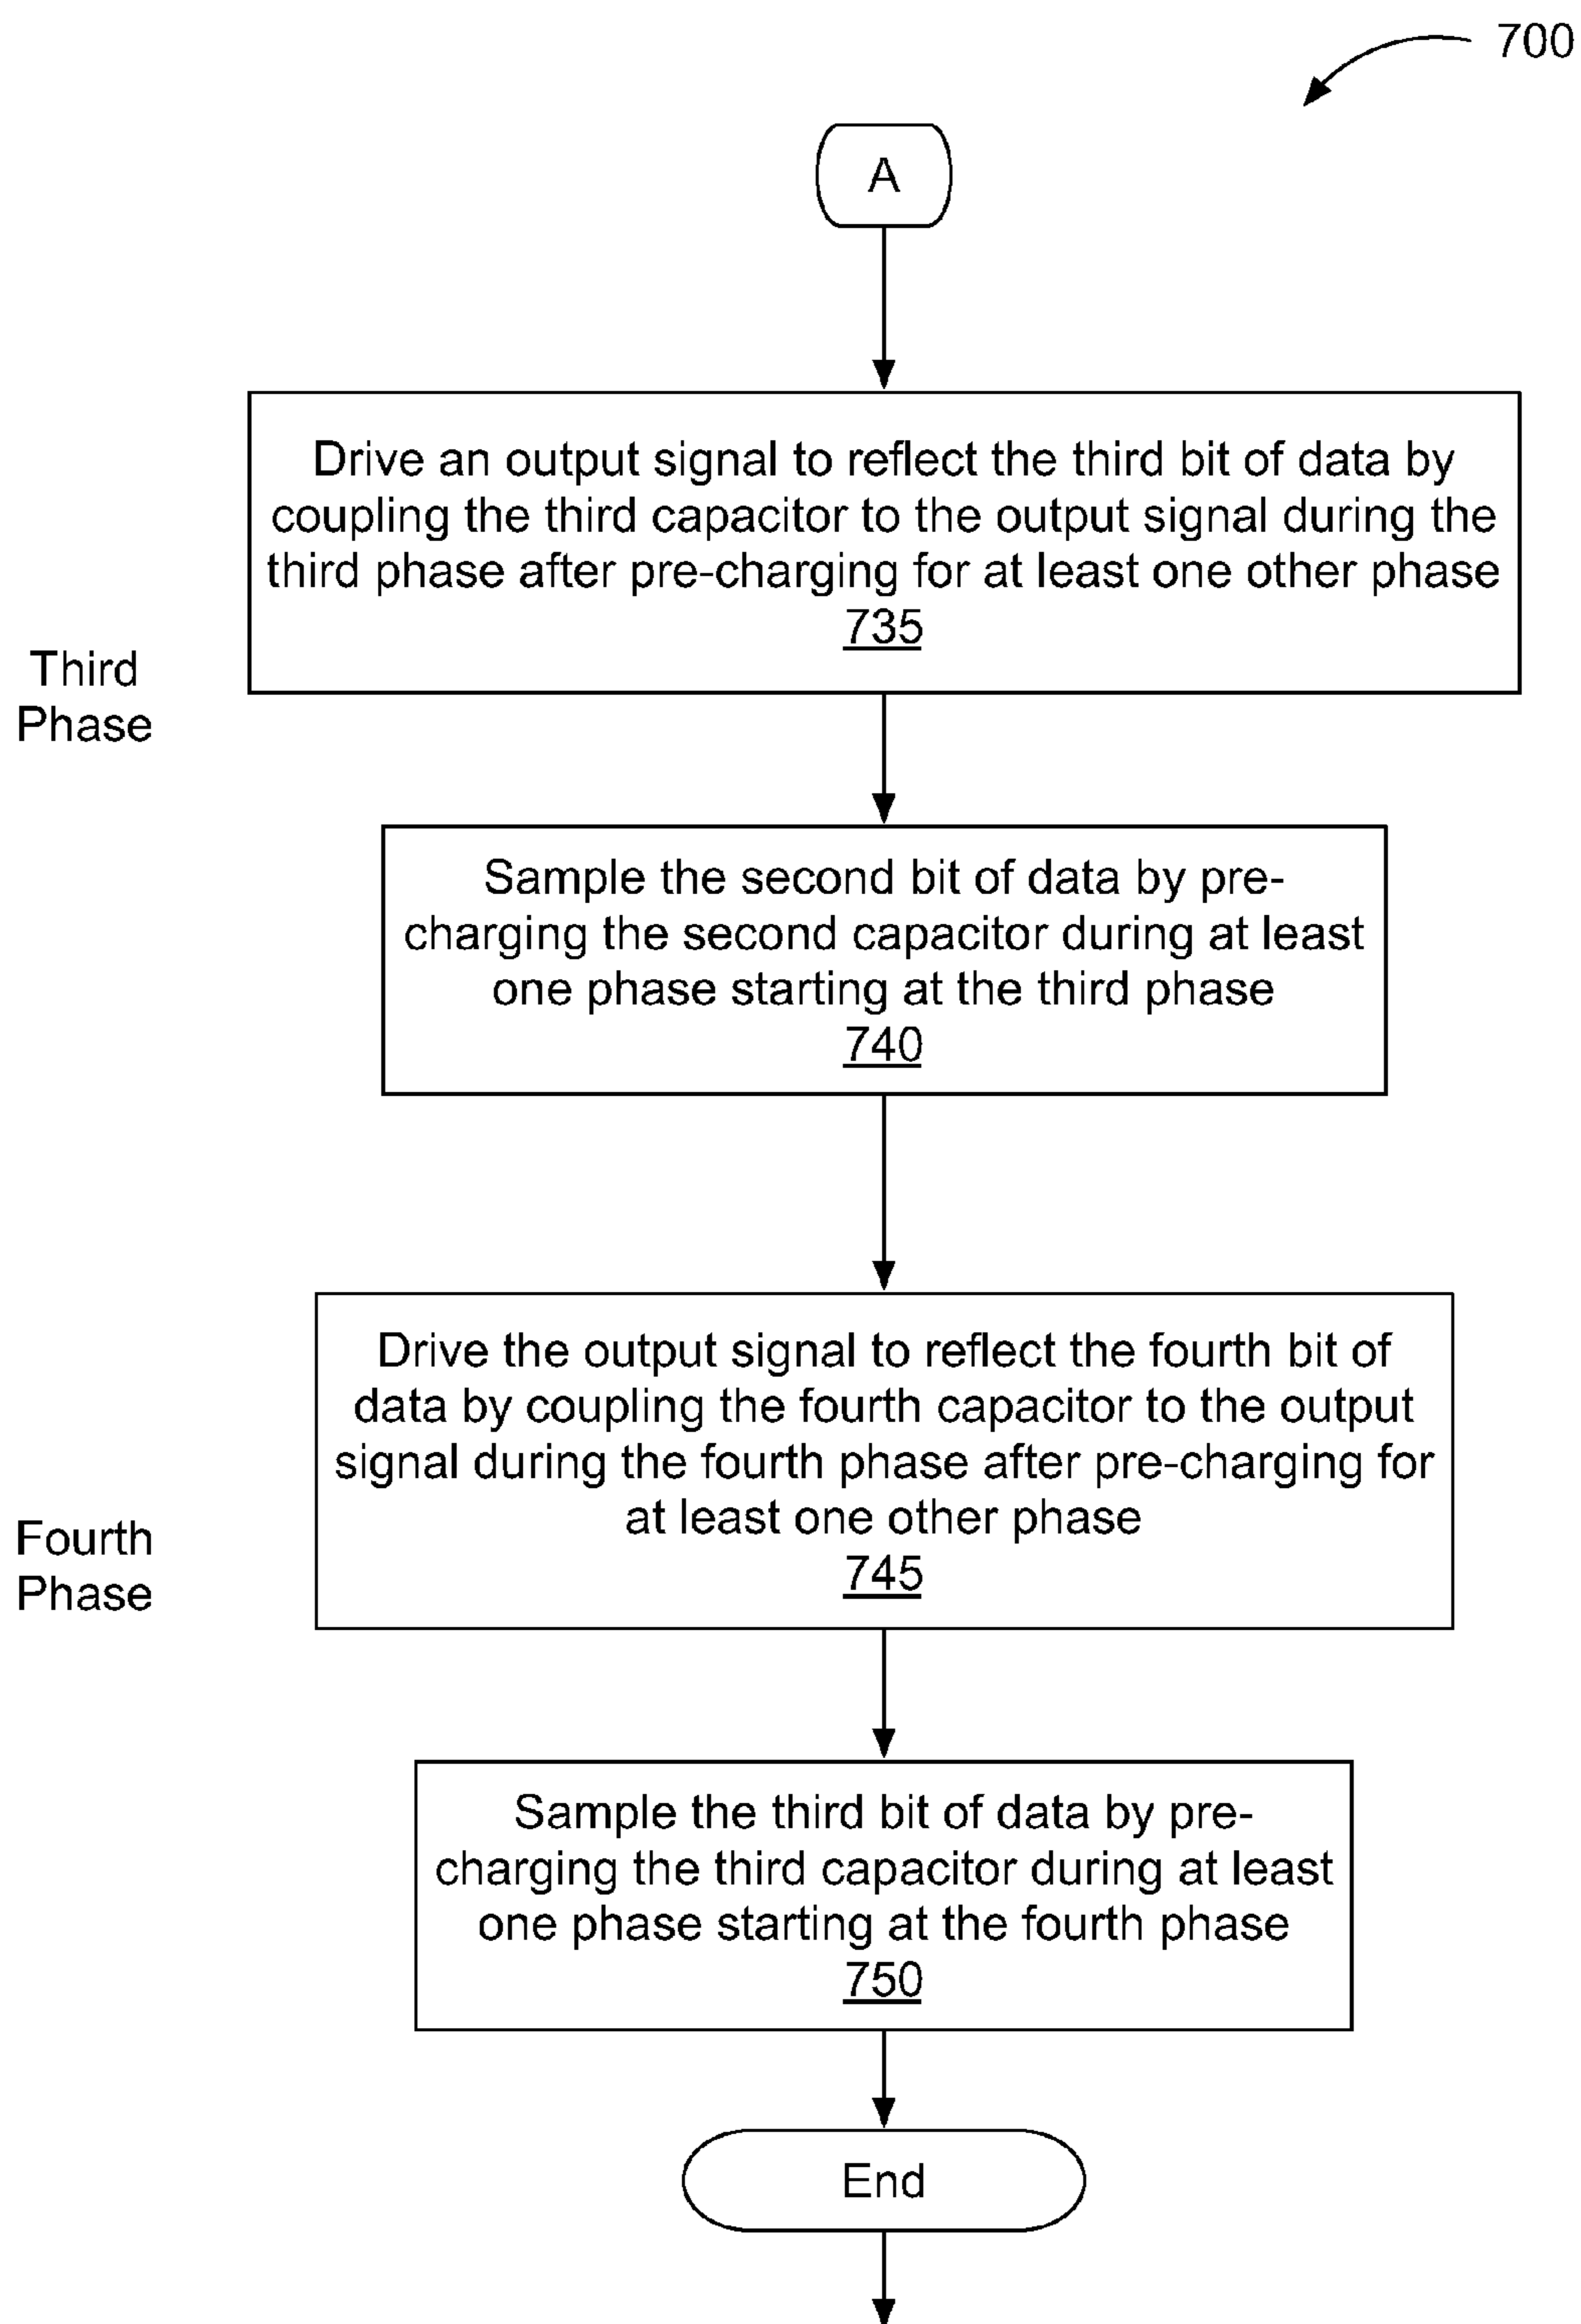 700
A
Drive an output signal to reflect the third bit of data by
coupling the third capacitor to the output signal during the
third phase after pre-charging for at least one other phase
735
Third
Phase
Sample the second bit of data by pre-
charging the second capacitor during at least
one phase starting at the third phase
740
Drive the output signal to reflect the fourth bit of
data by coupling the fourth capacitor to the output
signal during the fourth phase after pre-charging for
at least one other phase
745
Fourth
Phase
Sample the third bit of data by pre-
charging the third capacitor during at least
one phase starting at the fourth phase
750
End